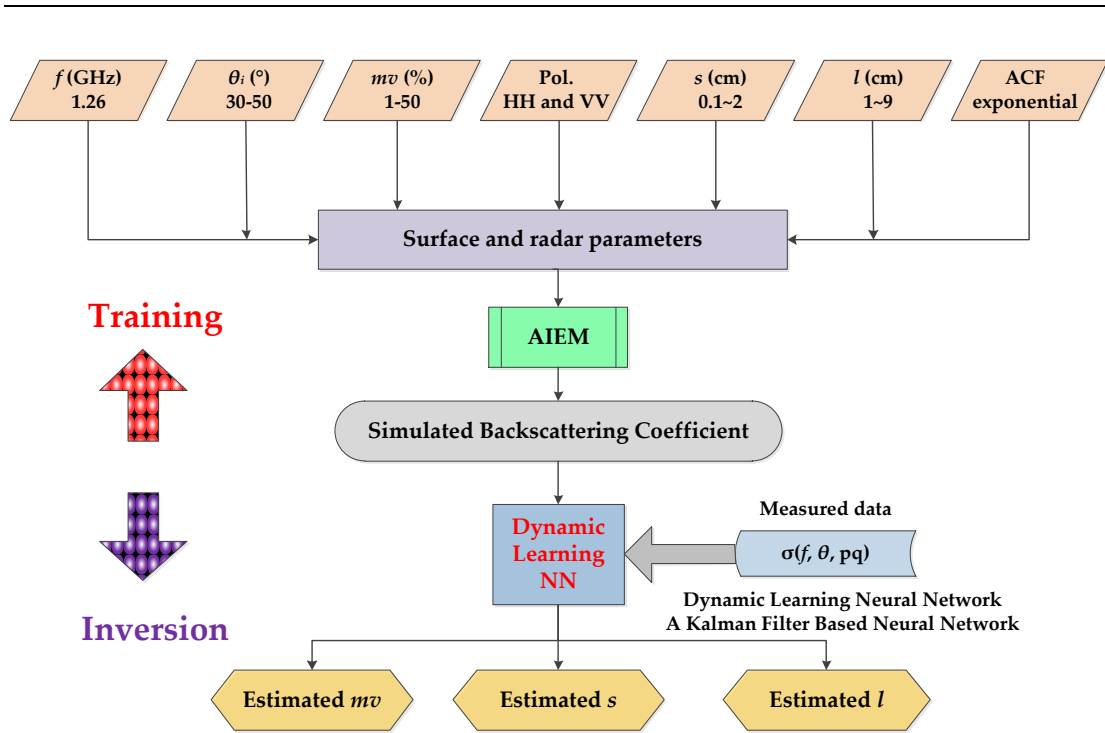 f (GHz)
1.26
θi (°)
30-50
mv (%)
1-50
Pol.
HH and VV
s (cm)
0.1~2
l (cm)
1~9
ACF
exponential
Surface and radar parameters
Training
AIEM
Simulated Backscattering Coefficient
Dynamic
Learning
NN
Measured data
σ(f, θ, pq)
Dynamic Learning Neural Network
A Kalman Filter Based Neural Network
Inversion
Estimated mv
Estimated s
Estimated l